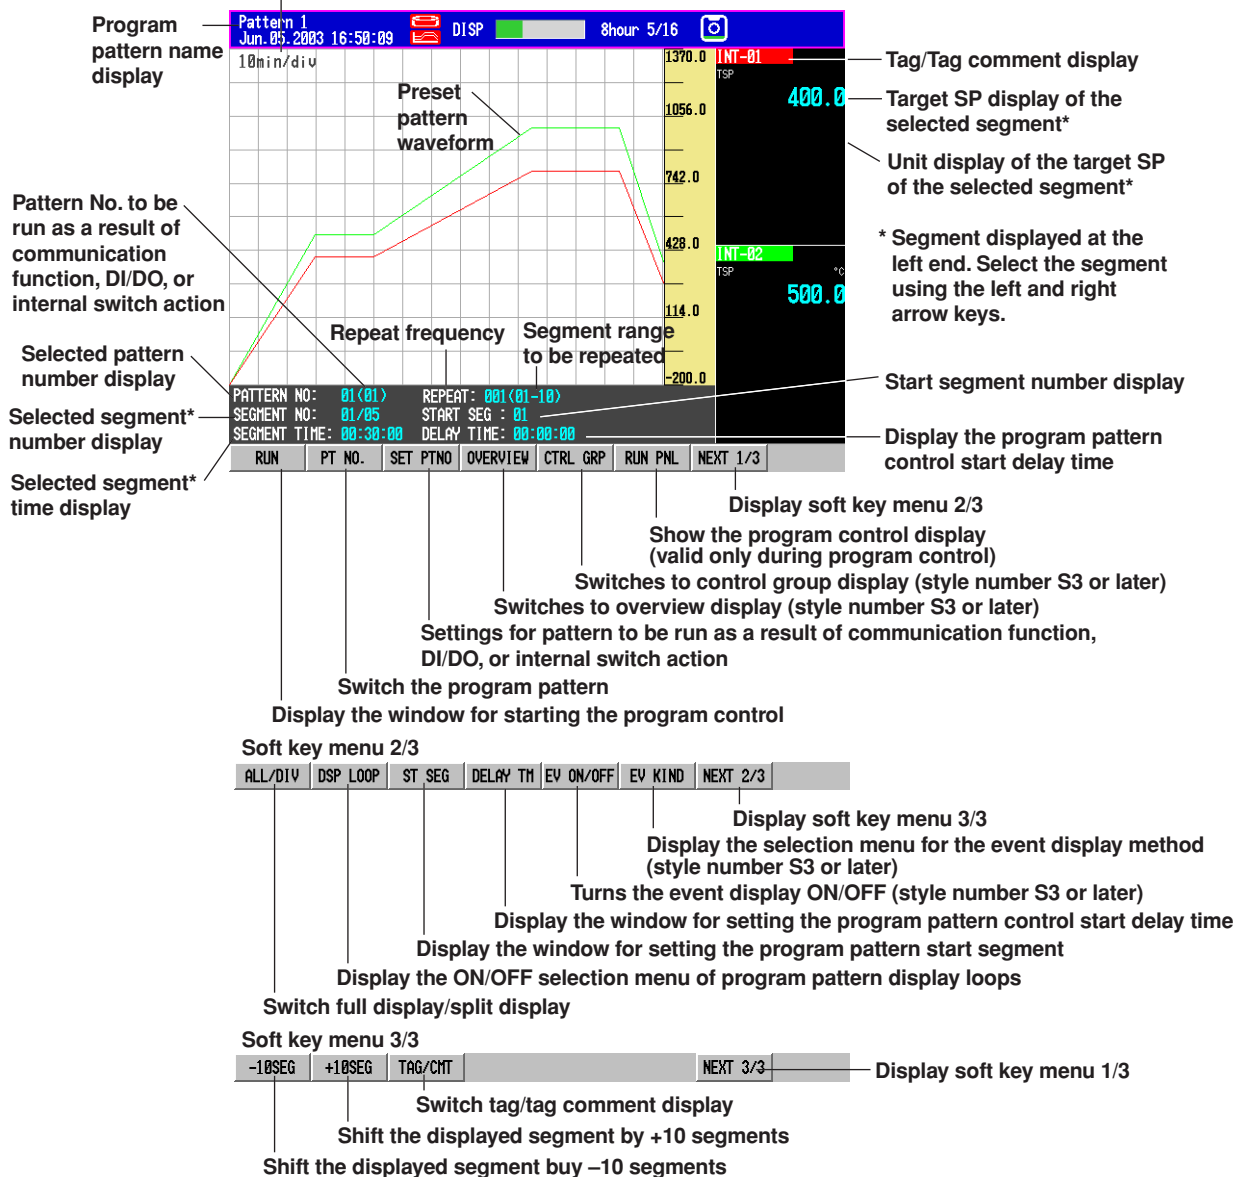 Program
pattern name
display
Pattern 1
Jun.05.2003 16:50:09
DISP
8hour 5/16
10min/div
1370.0
1056.0
742.0
428.0
114.0
-200.0
INT-01
TSP
400.0
INT-02
TSP
°C
500.0
Tag/Tag comment display
Target SP display of the
selected segment*
Unit display of the target SP
of the selected segment*
* Segment displayed at the
left end. Select the segment
using the left and right
arrow keys.
Preset
pattern
waveform
Pattern No. to be
run as a result of
communication
function, DI/DO, or
internal switch action
Repeat frequency
Segment range
to be repeated
Selected pattern
number display
Selected segment*
number display
Selected segment*
time display
PATTERN NO: 01(01) REPEAT: 001(01-10)
SEGMENT NO: 01/05 START SEG : 01
SEGMENT TIME: 00:30:00 DELAY TIME: 00:00:00
Start segment number display
Display the program pattern
control start delay time
RUN PT NO. SET PTNO OVERVIEW CTRL GRP RUN PNL NEXT 1/3
Display soft key menu 2/3
Show the program control display
(valid only during program control)
Switches to control group display (style number S3 or later)
Switches to overview display (style number S3 or later)
Settings for pattern to be run as a result of communication function,
DI/DO, or internal switch action
Switch the program pattern
Display the window for starting the program control
Soft key menu 2/3
ALL/DIV DSP LOOP ST SEG DELAY TM EV ON/OFF EV KIND NEXT 2/3
Display soft key menu 3/3
Display the selection menu for the event display method
(style number S3 or later)
Turns the event display ON/OFF (style number S3 or later)
Display the window for setting the program pattern control start delay time
Display the window for setting the program pattern start segment
Display the ON/OFF selection menu of program pattern display loops
Switch full display/split display
Soft key menu 3/3
-10SEG +10SEG TAG/CMT NEXT 3/3
Display soft key menu 1/3
Switch tag/tag comment display
Shift the displayed segment by +10 segments
Shift the displayed segment buy –10 segments